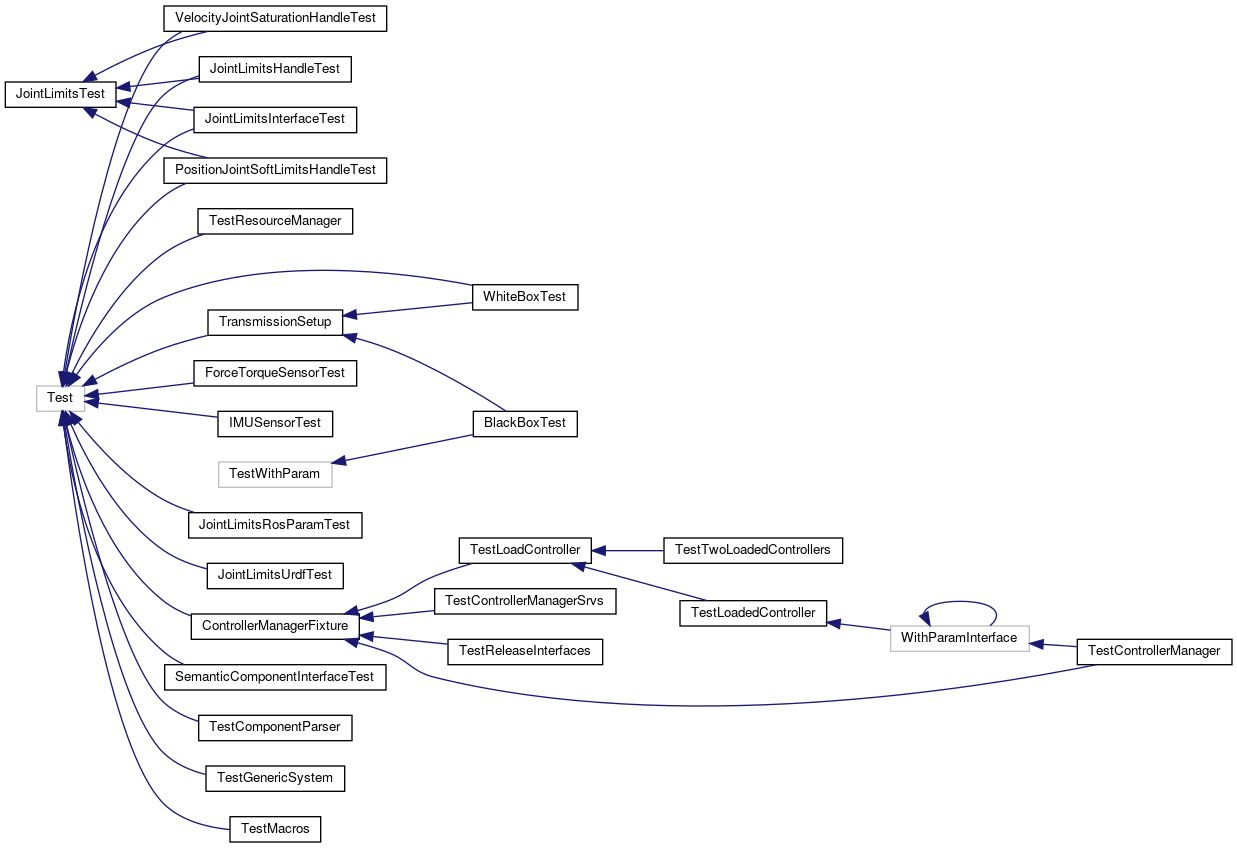 VelocityJointSaturationHandleTest
JointLimitsHandleTest
JointLimitsTest
JointLimitsInterfaceTest
PositionJointSoftLimitsHandleTest
TestResourceManager
WhiteBoxTest
TransmissionSetup
ForceTorqueSensorTest
Test
IMUSensorTest
BlackBoxTest
TestWithParam
JointLimitsRosParamTest
TestLoadController
TestTwoLoadedControllers
JointLimitsUrdfTest
TestControllerManagerSrvs
TestLoadedController
ControllerManagerFixture
WithParamInterface
TestReleaseInterfaces
TestControllerManager
SemanticComponentInterfaceTest
TestComponentParser
TestGenericSystem
TestMacros